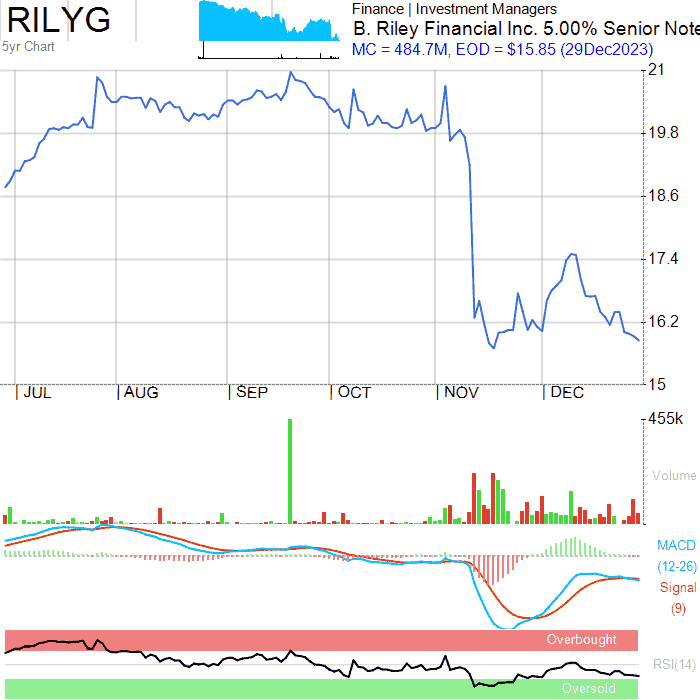 RILYG
5yr Chart
Finance | Investment Managers
B. Riley Financial Inc. 5.00% Senior Note
MC = 484.7M, EOD = $15.85 (29Dec2023)
21
19.8
18.6
17.4
16.2
15
JUL AUG SEP OCT NOV DEC
455k
Volume
MACD
(12-26)
Signal
(9)
Overbought
RSI(14)
Oversold